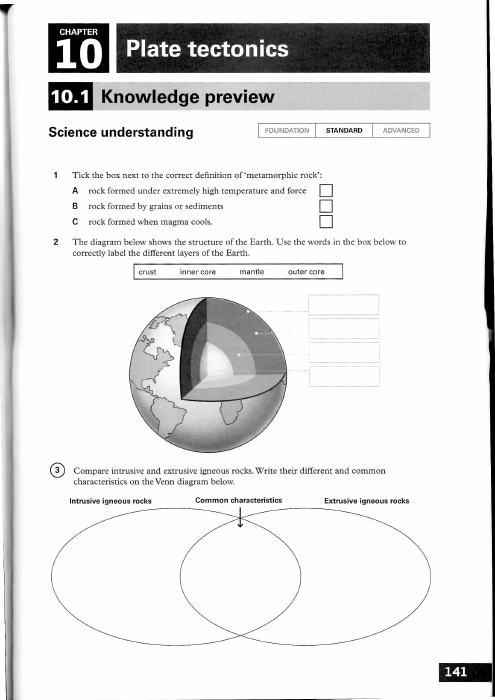 CHAPTER
10
Plate tectonics
10.1 Knowledge preview
Science understanding
FOUNDATION STANDARD ADVANCED
1 Tick the box next to the correct definition of 'metamorphic rock':
A rock formed under extremely high temperature and force
B rock formed by grains or sediments
C rock formed when magma cools.
2 The diagram below shows the structure of the Earth. Use the words in the box below to
correctly label the different layers of the Earth.
crust inner core mantle outer core
3 Compare intrusive and extrusive igneous rocks. Write their different and common
characteristics on the Venn diagram below.
Intrusive igneous rocks Common characteristics Extrusive igneous rocks
141